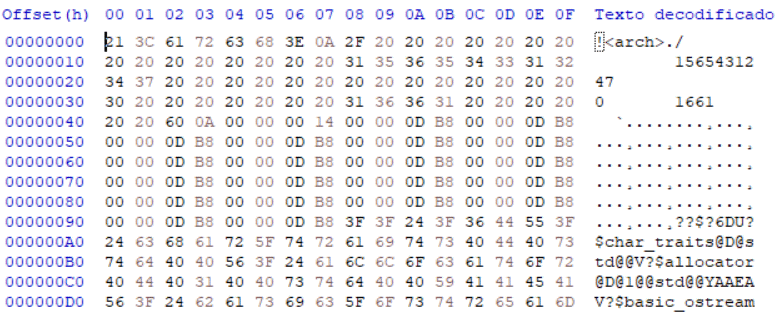 Offset(h) 00 01 02 03 04 05 06 07 08 09 0A 0B 0C 0D 0E 0F Texto decodificado
00000000 21 3C 61 72 63 68 3E 0A 2F 20 20 20 20 20 20 20 !<arch>./
00000010 20 20 20 20 20 20 20 20 31 35 36 35 34 33 31 32 15654312
00000020 34 37 20 20 20 20 20 20 20 20 20 20 20 20 20 20 47
00000030 30 20 20 20 20 20 20 20 31 36 36 31 20 20 20 20 0 1661
00000040 20 20 60 0A 00 00 00 14 00 00 0D B8 00 00 0D B8 `........¸...¸
00000050 00 00 0D B8 00 00 0D B8 00 00 0D B8 00 00 0D B8 ...¸...¸...¸...¸
00000060 00 00 0D B8 00 00 0D B8 00 00 0D B8 00 00 0D B8 ...¸...¸...¸...¸
00000070 00 00 0D B8 00 00 0D B8 00 00 0D B8 00 00 0D B8 ...¸...¸...¸...¸
00000080 00 00 0D B8 00 00 0D B8 00 00 0D B8 00 00 0D B8 ...¸...¸...¸...¸
00000090 00 00 0D B8 00 00 0D B8 3F 3F 24 3F 36 44 55 3F ...¸...¸??$?6DU?
000000A0 24 63 68 61 72 5F 74 72 61 69 74 73 40 44 40 73 $char_traits@D@s
000000B0 74 64 40 40 56 3F 24 61 6C 6C 6F 63 61 74 6F 72 td@@V?$allocator
000000C0 40 44 40 31 40 40 73 74 64 40 40 59 41 41 45 41 @D@1@@std@@YAAEA
000000D0 56 3F 24 62 61 73 69 63 5F 6F 73 74 72 65 61 6D V?$basic_ostream